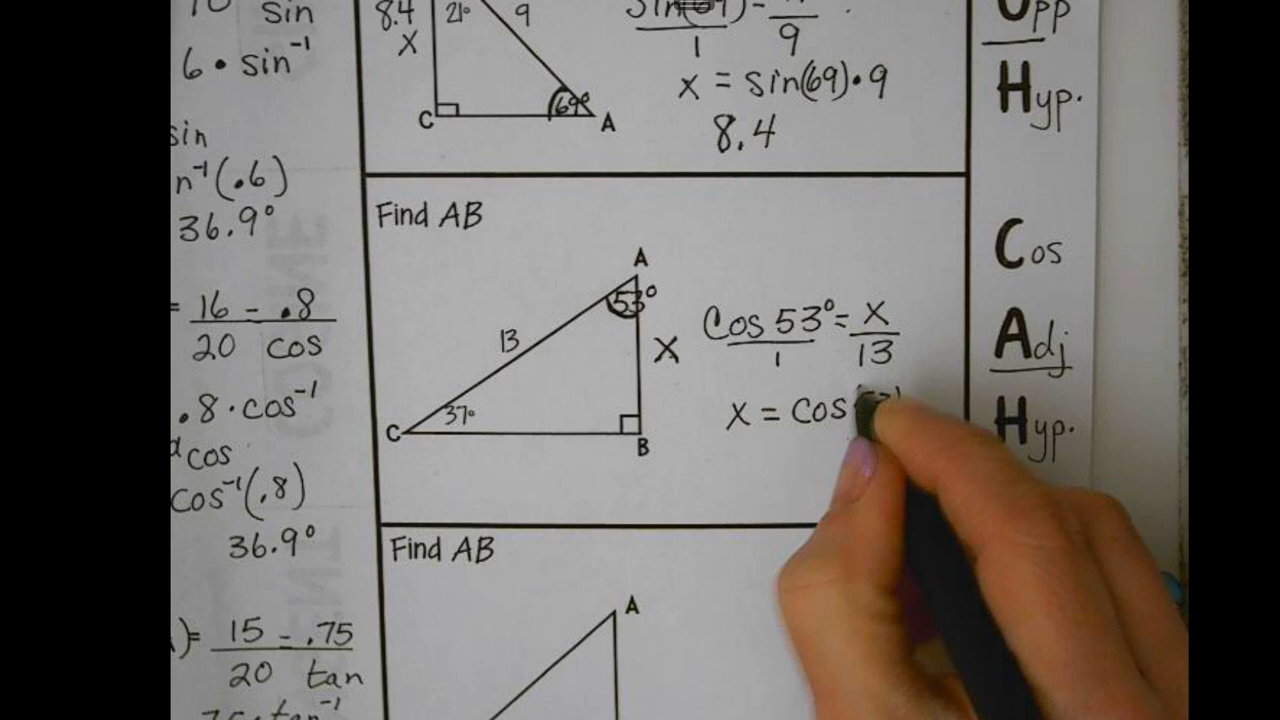 sin
6 • sin⁻¹
sin
n⁻¹(.6)
36.9°
= 16 - .8
20 cos
.8 · cos⁻¹
cos
cos⁻¹(.8)
36.9°
)= 15 - .75
20 tan
8.4 21° 9
X
69°
C A
1 9
x = sin(69) • 9
8.4
Find AB
A
53°
13
X
37°
C
B
Cos 53° = X
1 13
X = cos
Find AB
A
Opp
Hyp.
Cos
Adj
Hyp.